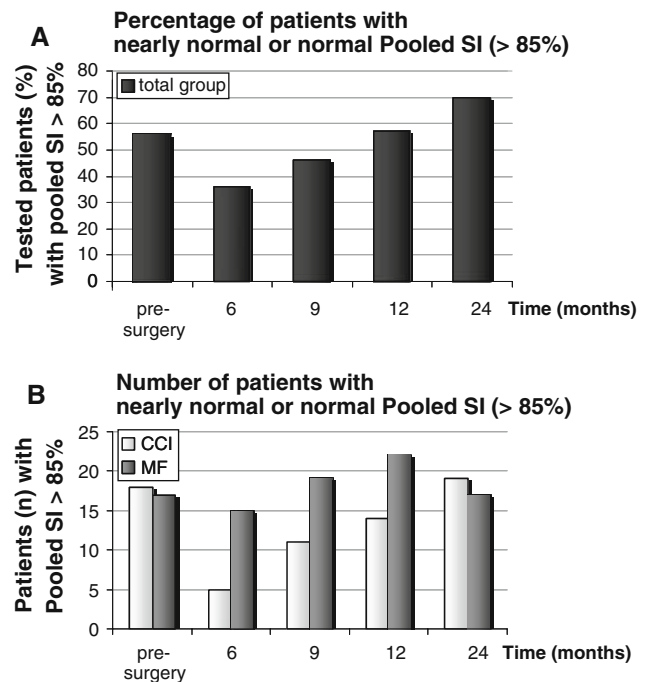 A
Percentage of patients with
nearly normal or normal Pooled SI (> 85%)
Tested patients (%)
with pooled SI > 85%
80
70
60
50
40
30
20
10
0
total group
pre-
surgery
6
9
12
24
Time (months)
B
Number of patients with
nearly normal or normal Pooled SI (> 85%)
Patients (n) with
Pooled SI > 85%
25
20
15
10
5
0
CCI
MF
pre-
surgery
6
9
12
24
Time (months)